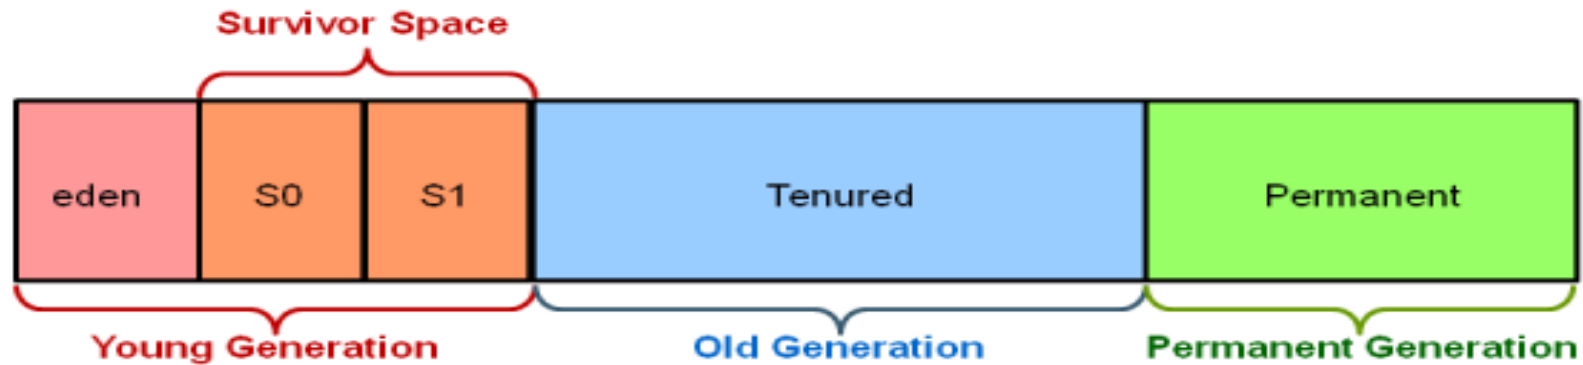 Survivor Space
eden S0 S1 Tenured Permanent
Young Generation Old Generation Permanent Generation